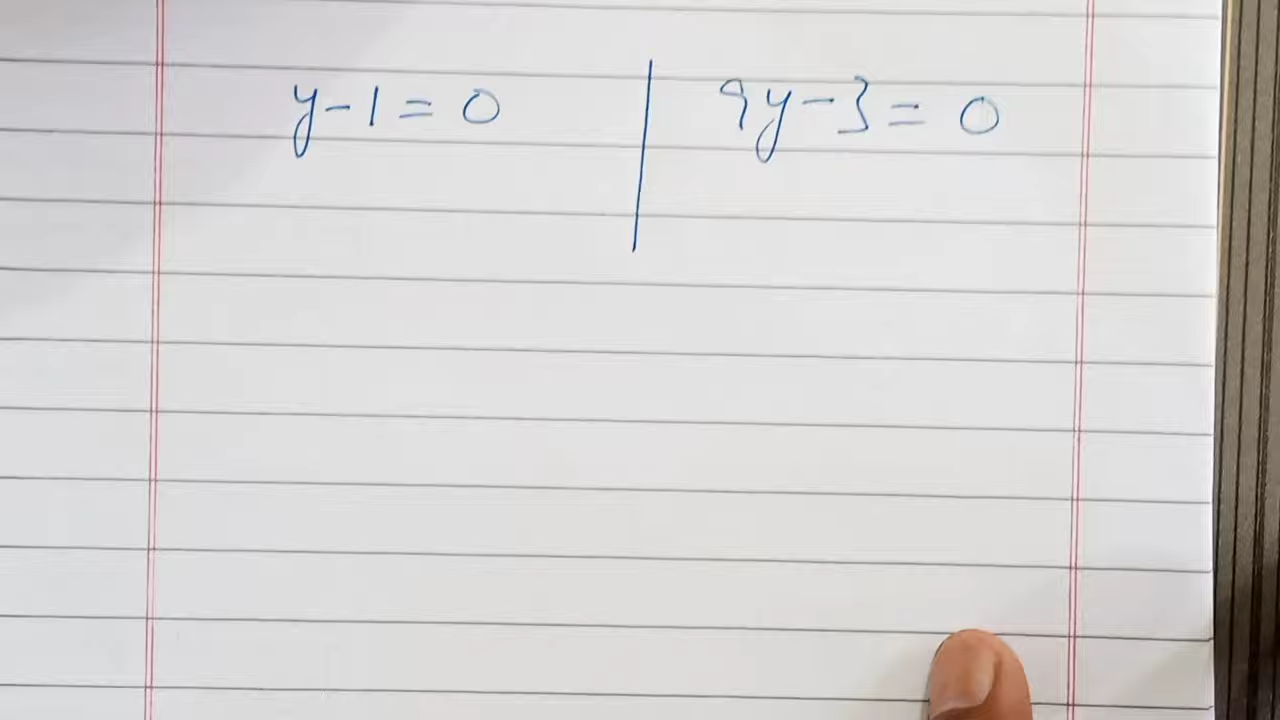 y - 1 = 0 | 9y - 3 = 0